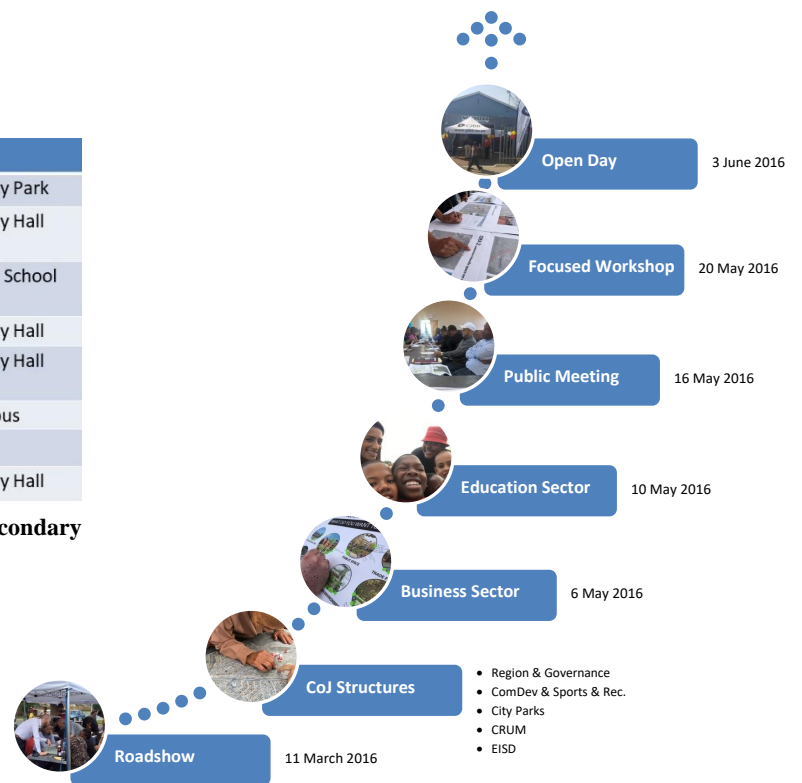 y Park
y Hall
School
y Hall
y Hall
ous
y Hall
condary
Open Day
3 June 2016
Focused Workshop
20 May 2016
Public Meeting
16 May 2016
Education Sector
10 May 2016
Business Sector
6 May 2016
CoJ Structures
• Region & Governance
• ComDev & Sports & Rec.
• City Parks
• CRUM
• EISD
Roadshow
11 March 2016